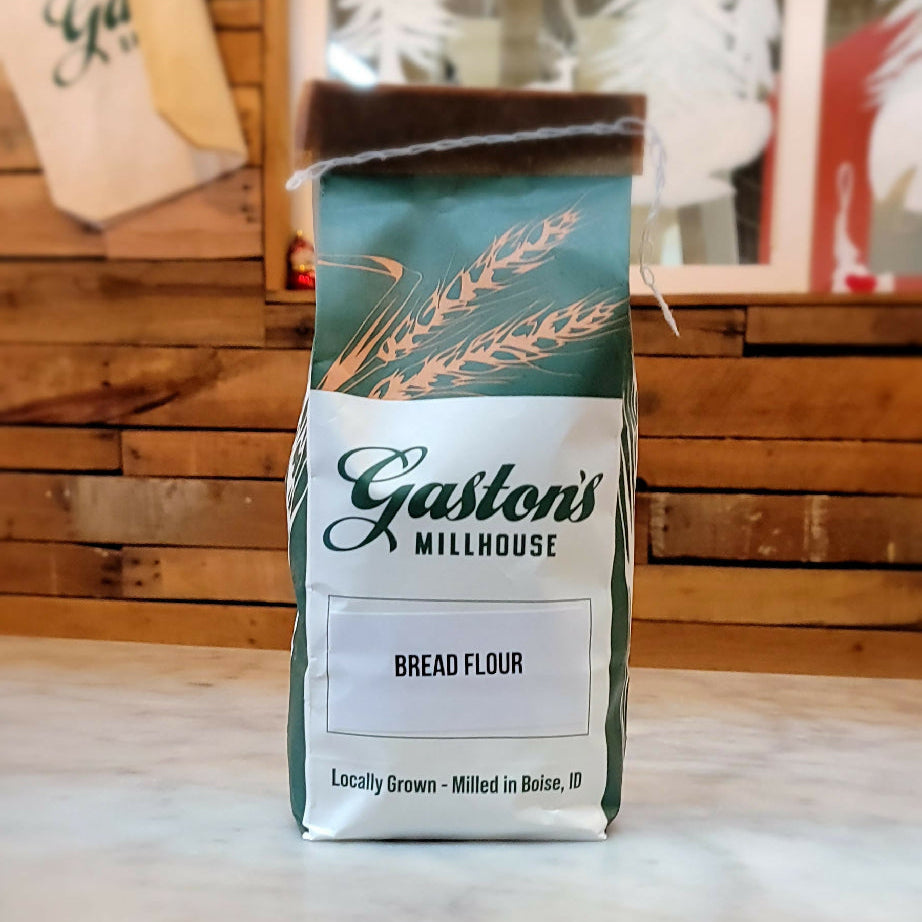 Gaston's
MILLHOUSE
BREAD FLOUR
Locally Grown - Milled in Boise, ID